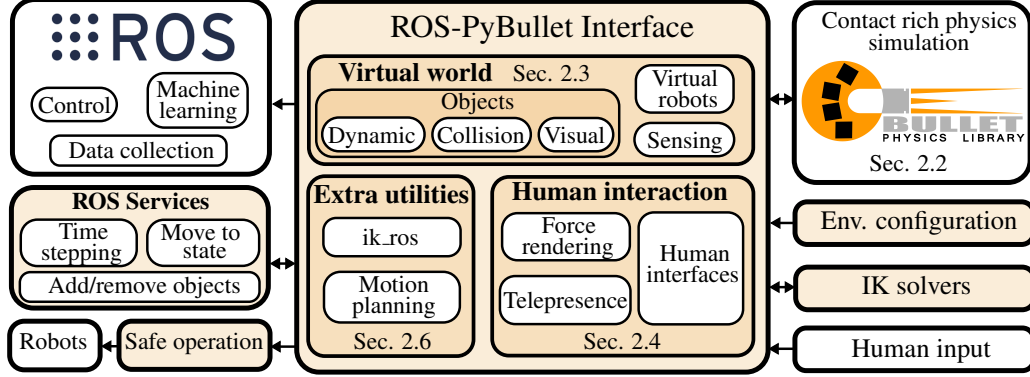 ROS
Control
Machine
learning
Data collection
ROS Services
Time
stepping
Move to
state
Add/remove objects
Robots
Safe operation
ROS-PyBullet Interface
Virtual world Sec. 2.3
Objects
Dynamic
Collision
Visual
Virtual
robots
Sensing
Extra utilities
ik_ros
Motion
planning
Sec. 2.6
Human interaction
Force
rendering
Telepresence
Human
interfaces
Sec. 2.4
Contact rich physics
simulation
BULLET
PHYSICS LIBRARY
Sec. 2.2
Env. configuration
IK solvers
Human input